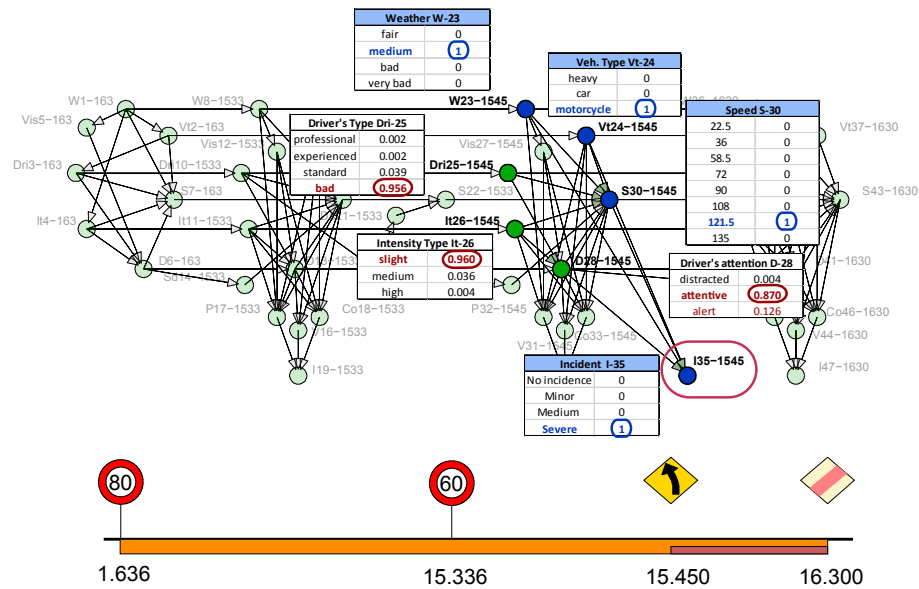 Weather W-23
fair 0
medium 1
bad 0
very bad 0
Veh. Type Vt-24
heavy 0
car 0
motorcycle 1
Speed S-30
22.5 0
36 0
58.5 0
72 0
90 0
108 0
121.5 1
135 0
W1-163
W8-1533
W23-1545
Vis5-163
Vt2-163
Vis12-1533
Driver's Type Dri-25
professional 0.002
experienced 0.002
standard 0.039
bad 0.956
Vis27-1545
Vt24-1545
Vt37-1630
Dri3-163
Dri25-1545
S7-163
S22-1533
S30-1545
S43-1630
It4-163
It11-1533
It26-1545
Intensity Type It-26
slight 0.960
medium 0.036
high 0.004
D6-163
D28-1545
Driver's attention D-28
distracted 0.004
attentive 0.870
alert 0.126
P17-1533
Co18-1533
P32-1545
Co33-1545
Co46-1630
V16-1533
V31-1545
V44-1630
I19-1533
Incident I-35
No incidence 0
Minor 0
Medium 0
Severe 1
I35-1545
I47-1630
80
60
1.636
15.336
15.450
16.300